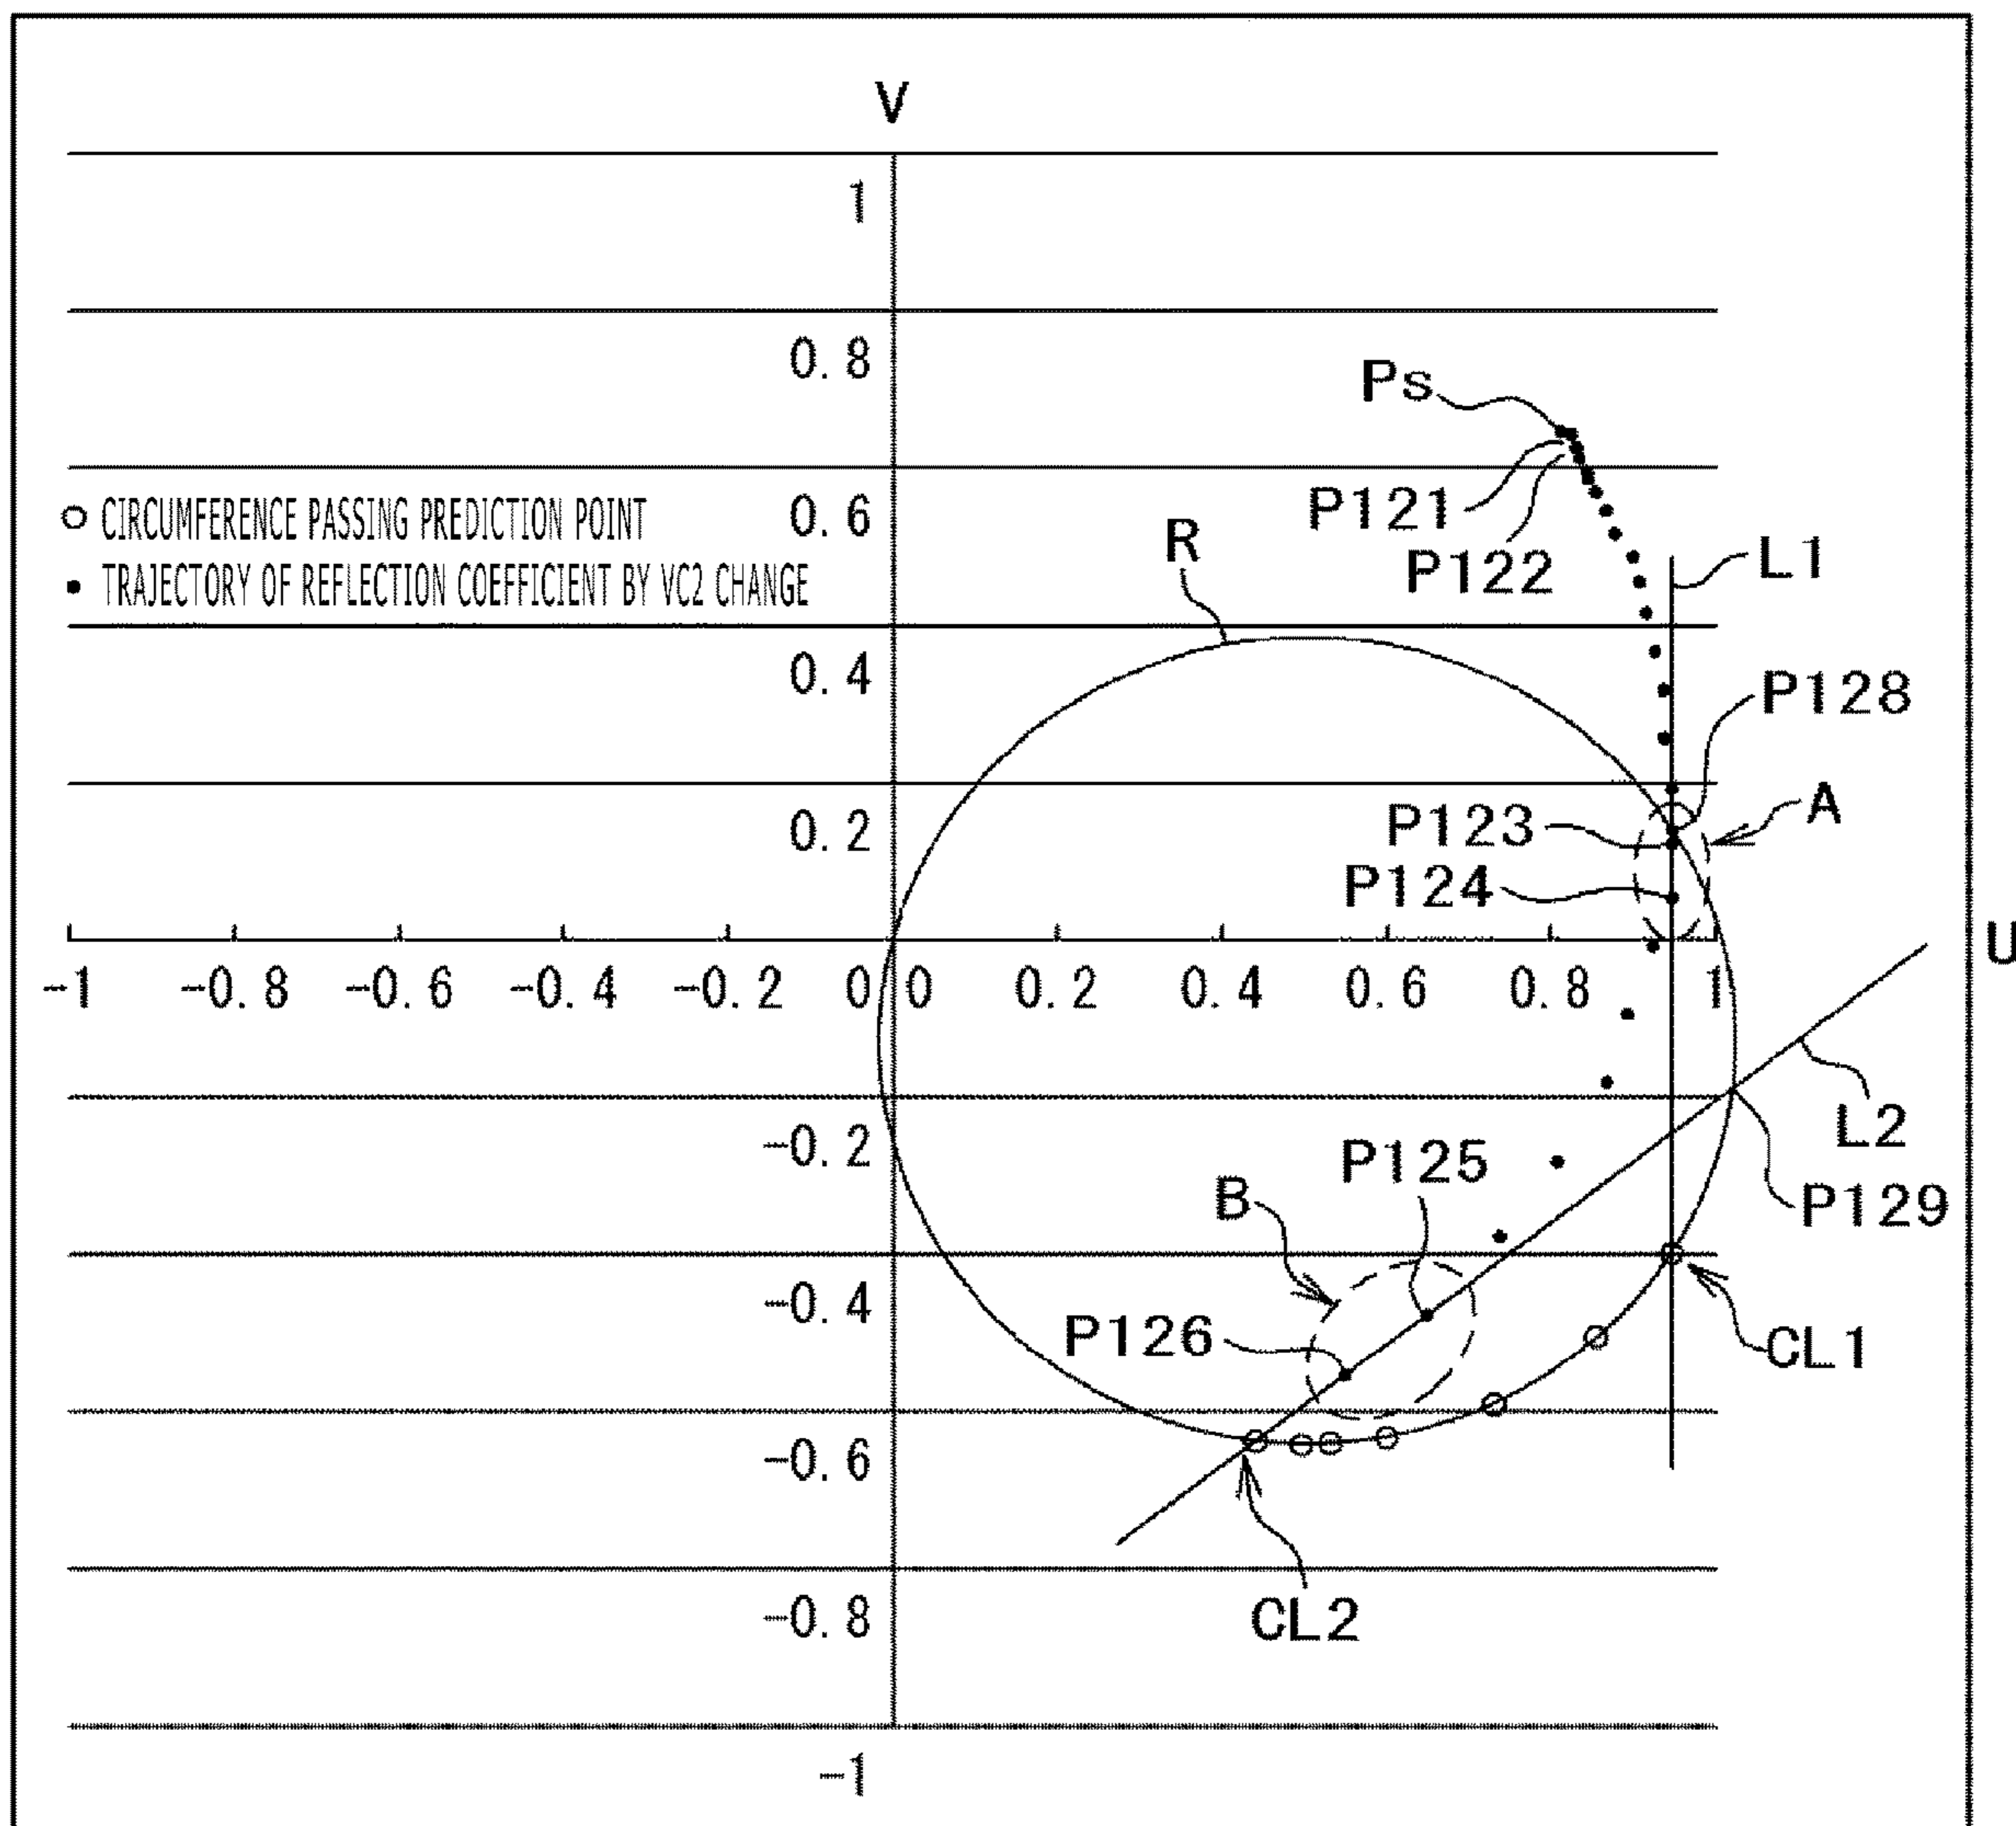 V
1
0.8
Ps
○ CIRCUMFERENCE PASSING PREDICTION POINT
0.6
P121
R
P122
L1
• TRAJECTORY OF REFLECTION COEFFICIENT BY VC2 CHANGE
0.4
P128
0.2
P123
A
P124
U
-1 -0.8 -0.6 -0.4 -0.2 0 0 0.2 0.4 0.6 0.8 1
L2
-0.2
P125
B
P129
-0.4
P126
CL1
-0.6
-0.8
CL2
-1